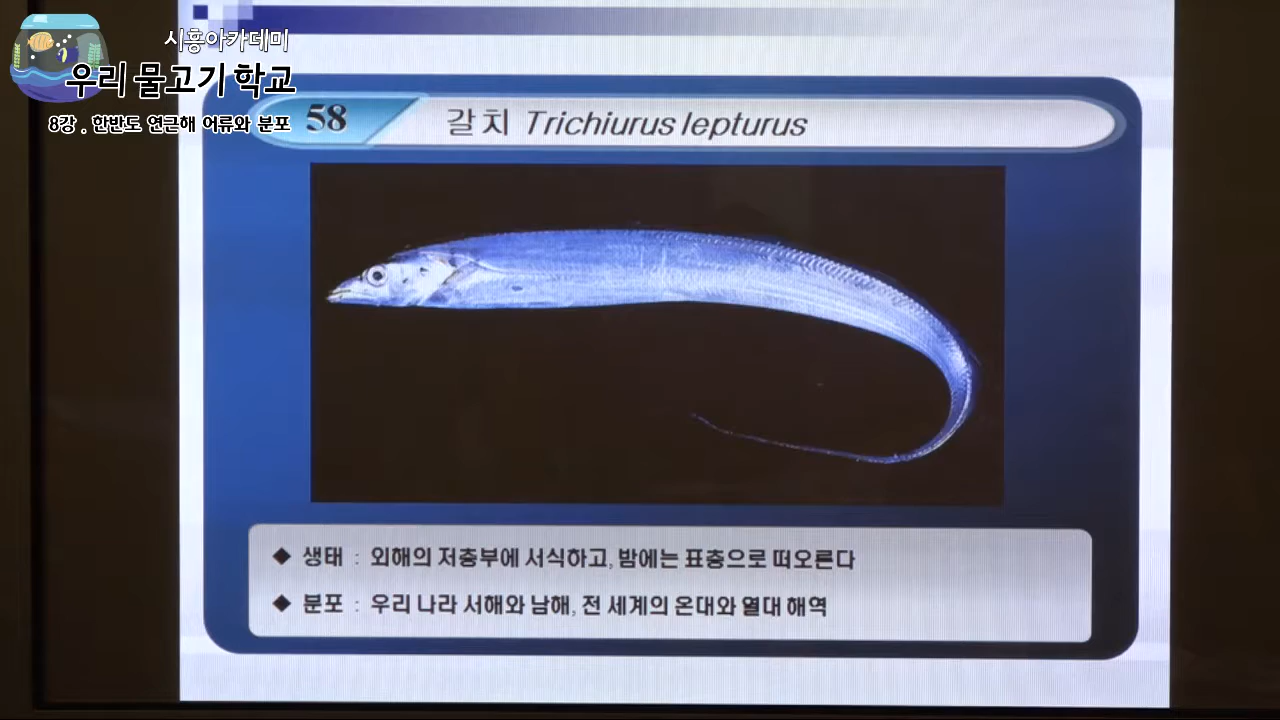 시흥아카데미
우리 물고기 학교
8강 . 한반도 연근해 어류와 분포
58
갈치 Trichiurus lepturus
◆ 생태 : 외해의 저층부에 서식하고, 밤에는 표층으로 떠오른다
◆ 분포 : 우리 나라 서해와 남해, 전 세계의 온대와 열대 해역